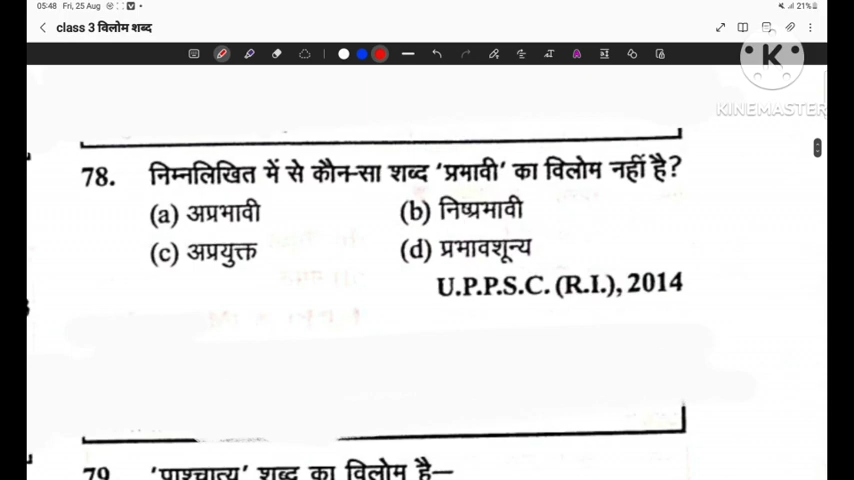 05:48 Fri, 25 Aug
21%
class 3 विलोम शब्द
K
KINEMASTER
78. निम्नलिखित में से कौन-सा शब्द ‘प्रभावी’ का विलोम नहीं है?
(a) अप्रभावी (b) निष्प्रभावी
(c) अप्रयुक्त (d) प्रभावशून्य
U.P.P.S.C. (R.I.), 2014
79. ‘पाश्चात्य’ शब्द का विलोम है–